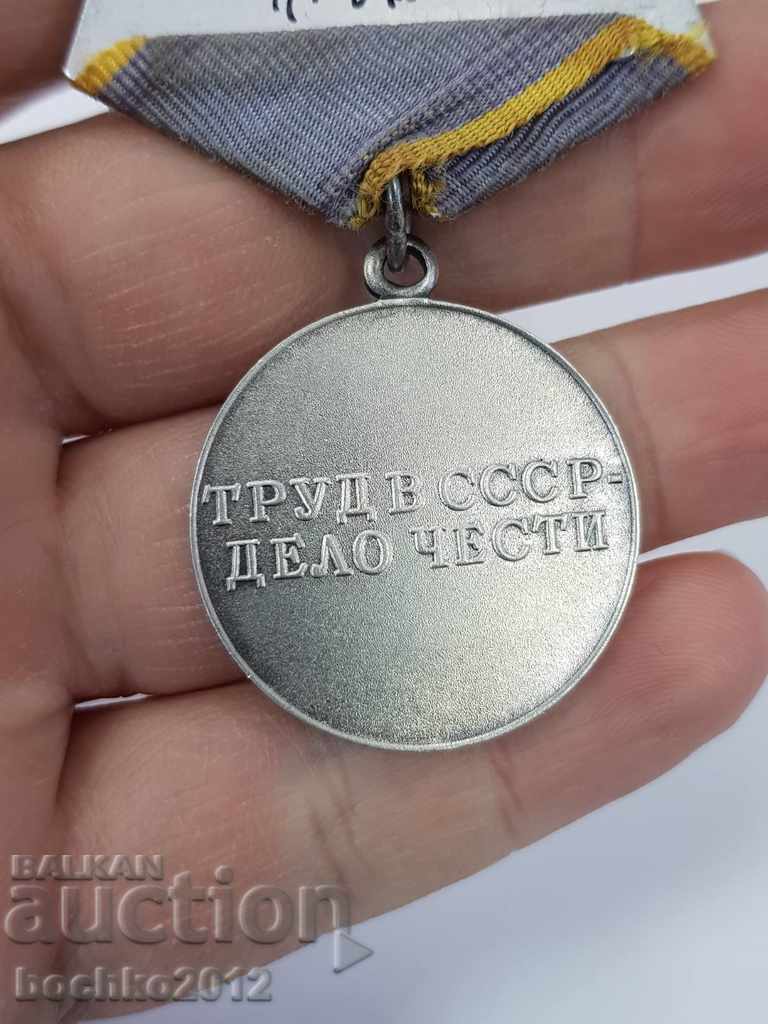 ТРУД В СССР-
ДЕЛО ЧЕСТИ
BALKAN
auction
bochko2012